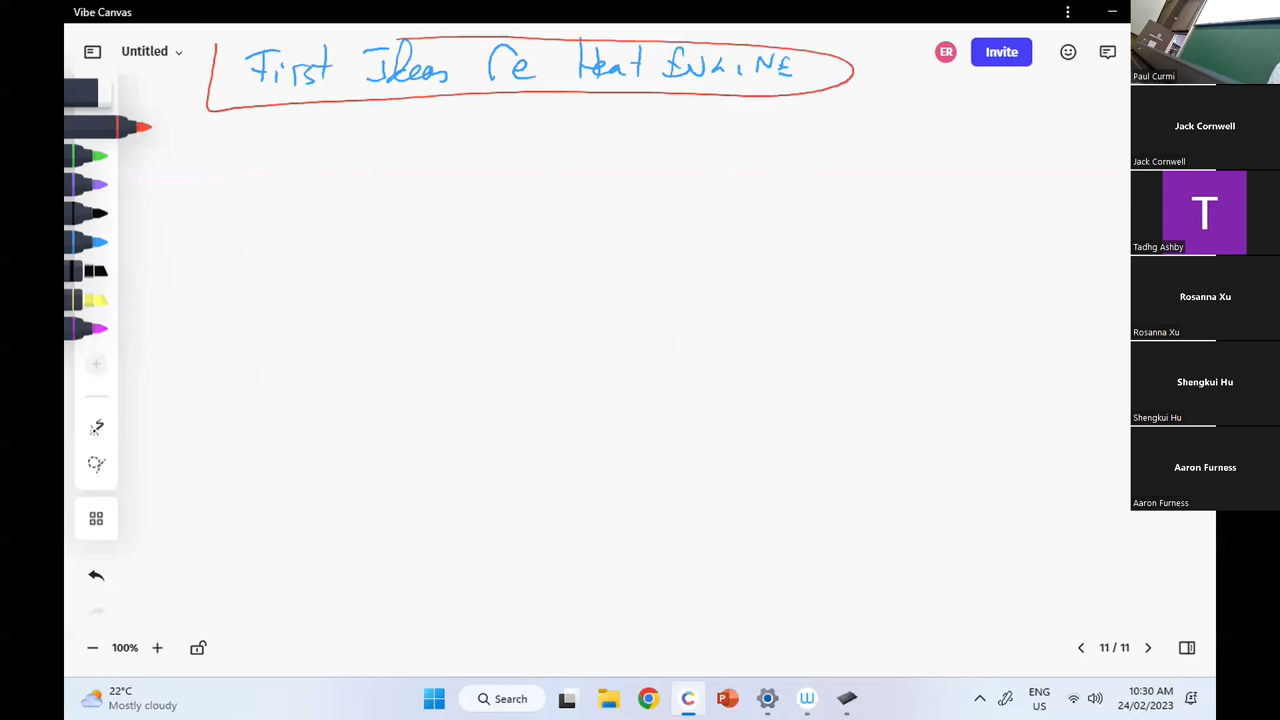 Vibe Canvas
Untitled
First Ideas re Heat ENGINE
ER
Invite
Paul Curmi
Jack Cornwell
Jack Cornwell
T
Tadhg Ashby
Rosanna Xu
Rosanna Xu
Shengkui Hu
Shengkui Hu
Aaron Furness
Aaron Furness
100%
11 / 11
22°C
Mostly cloudy
Search
ENG
US
10:30 AM
24/02/2023